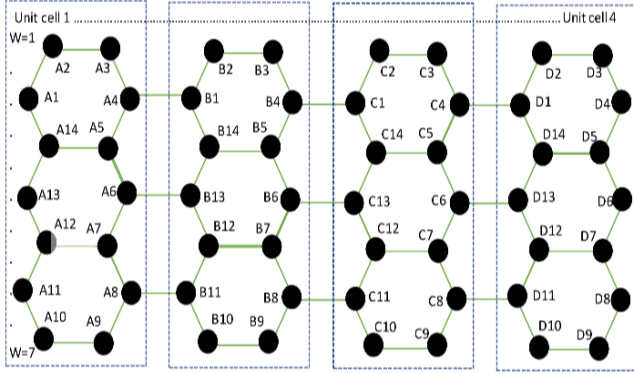 Unit cell 1 ........................................................................ Unit cell 4
W=1
A2 A3 B2 B3 C2 C3 D2 D3
A1 A4 B1 B4 C1 C4 D1 D4
A14 A5 B14 B5 C14 C5 D14 D5
A13 A6 B13 B6 C13 C6 D13 D6
A12 A7 B12 B7 C12 C7 D12 D7
A11 A8 B11 B8 C11 C8 D11 D8
A10 A9 B10 B9 C10 C9 D10 D9
W=7